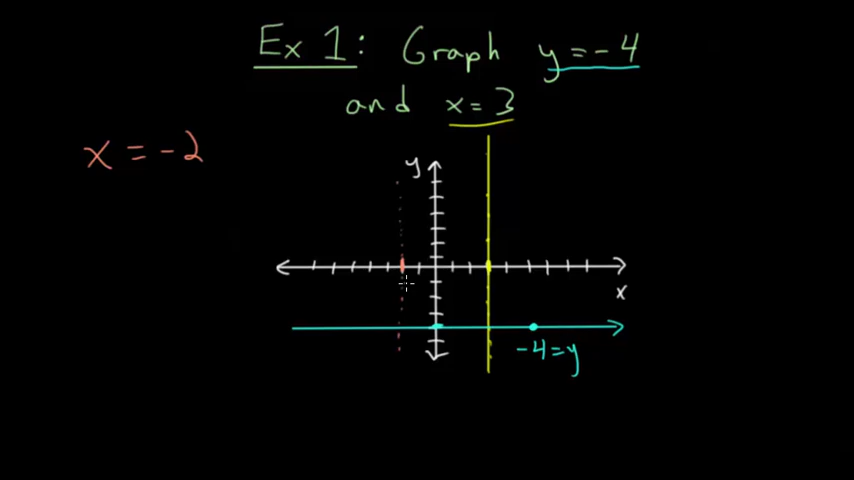 Ex 1: Graph y = -4
and x = 3
x = -2
y
x
-4 = y